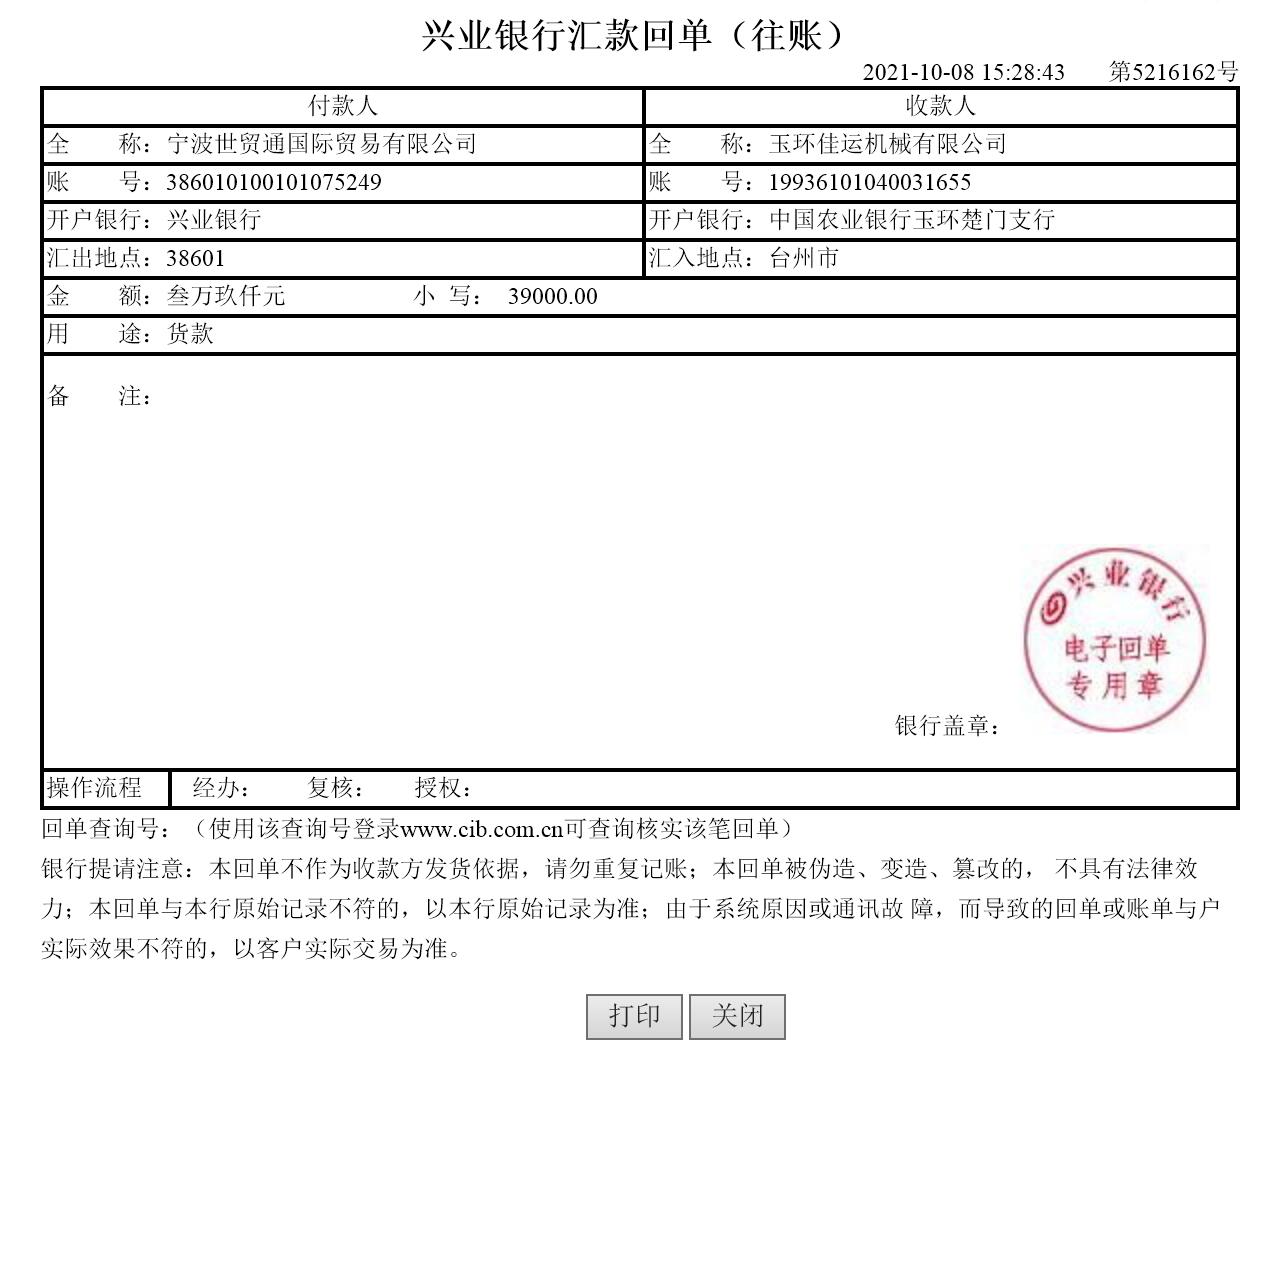 兴业银行汇款回单（往账）
2021-10-08 15:28:43 第5216162号
付款人 收款人
全 称：宁波世贸通国际贸易有限公司 全 称：玉环佳运机械有限公司
账 号：386010100101075249 账 号：19936101040031655
开户银行：兴业银行 开户银行：中国农业银行玉环楚门支行
汇出地点：38601 汇入地点：台州市
金 额：叁万玖仟元 小 写： 39000.00
用 途：货款
备 注：
兴业银行
电子回单
专用章
银行盖章：
操作流程 经办： 复核： 授权：
回单查询号：（使用该查询号登录www.cib.com.cn可查询核实该笔回单）
银行提请注意：本回单不作为收款方发货依据，请勿重复记账；本回单被伪造、变造、篡改的， 不具有法律效
力；本回单与本行原始记录不符的，以本行原始记录为准；由于系统原因或通讯故 障，而导致的回单或账单与户
实际效果不符的，以客户实际交易为准。
打印 关闭